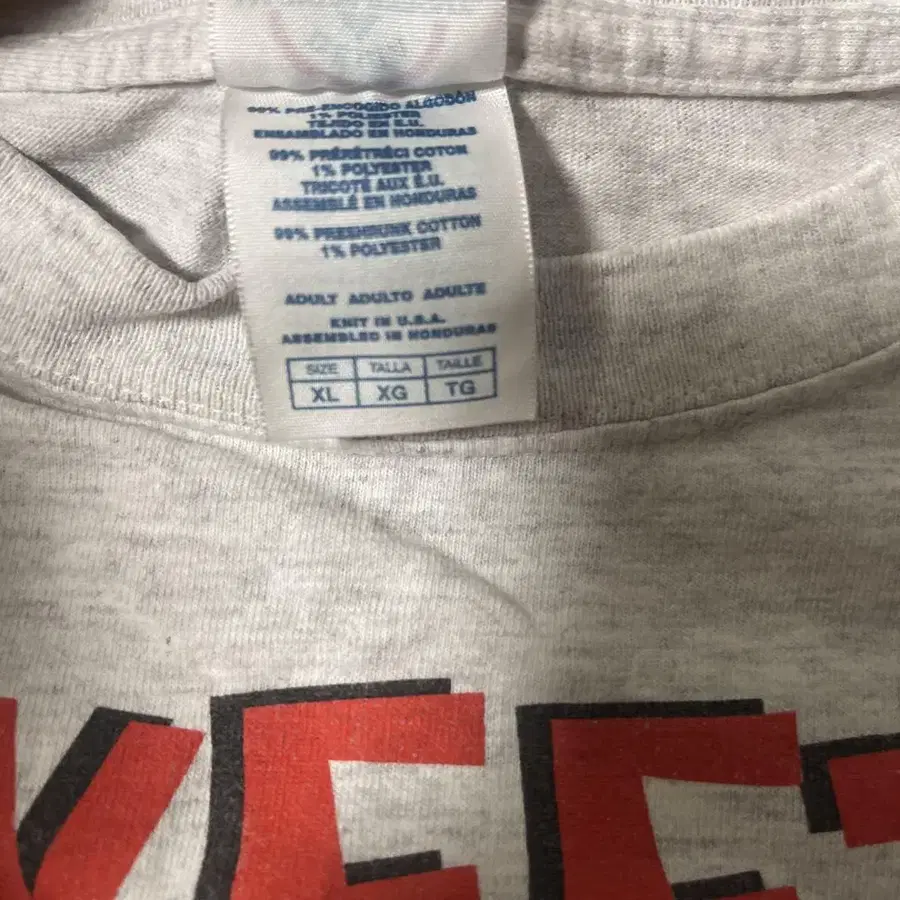 99% PRE-ENCOGIDO ALGODÓN
1% POLYESTER
TEJIDO EN E.U.
ENSAMBLADO EN HONDURAS
99% PRÉRÉTRÉCI COTON
1% POLYESTER
TRICOTÉ AUX É.U.
ASSEMBLÉ EN HONDURAS
99% PRESHRUNK COTTON
1% POLYESTER
ADULT ADULTO ADULTE
KNIT IN U.S.A.
ASSEMBLED IN HONDURAS
SIZE TALLA TAILLE
XL XG TG